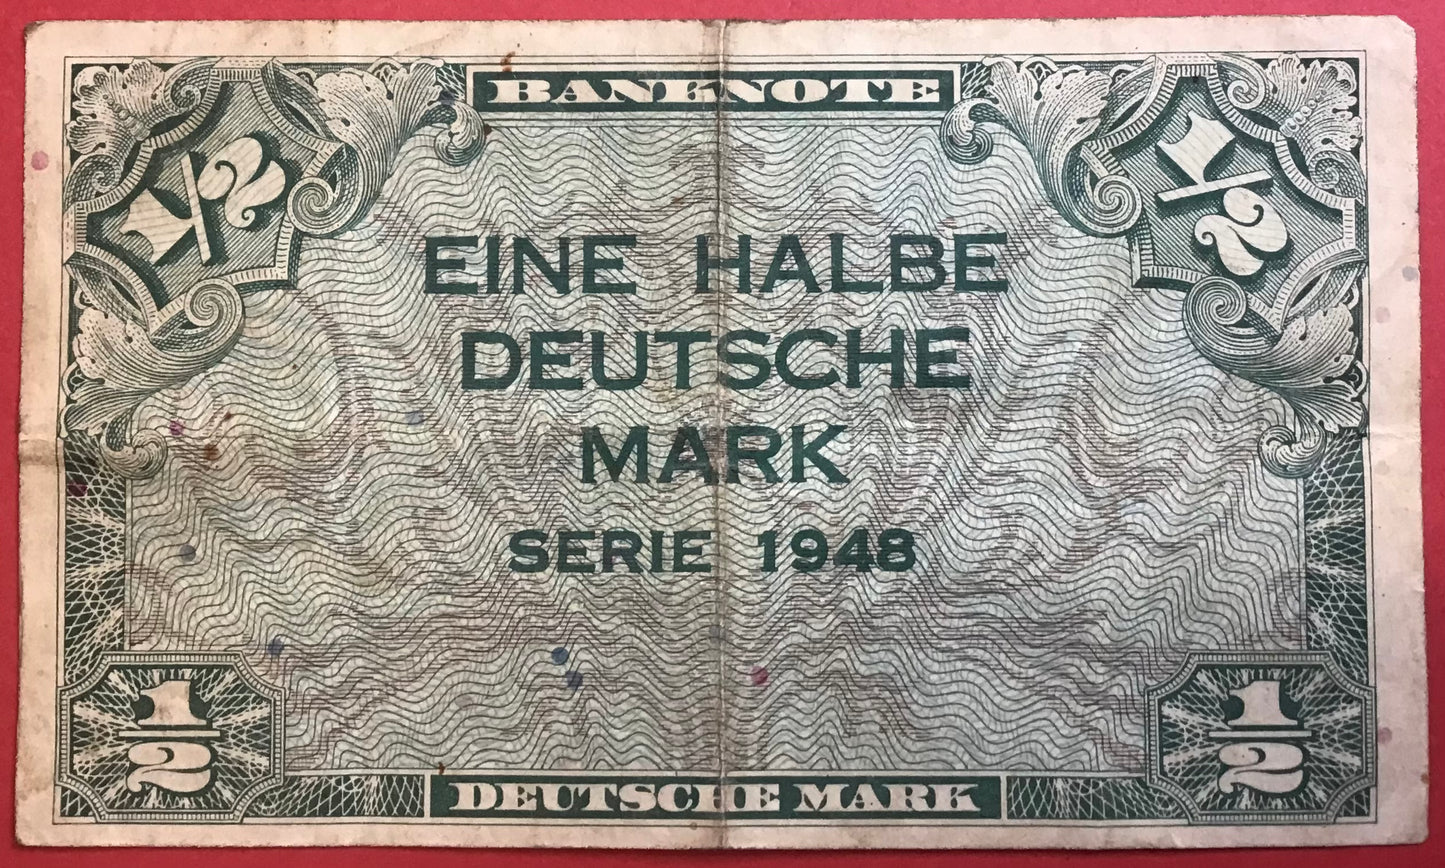 BANKNOTE
1/2
1/2
EINE HALBE
DEUTSCHE
MARK
SERIE 1948
1/2
1/2
DEUTSCHE MARK